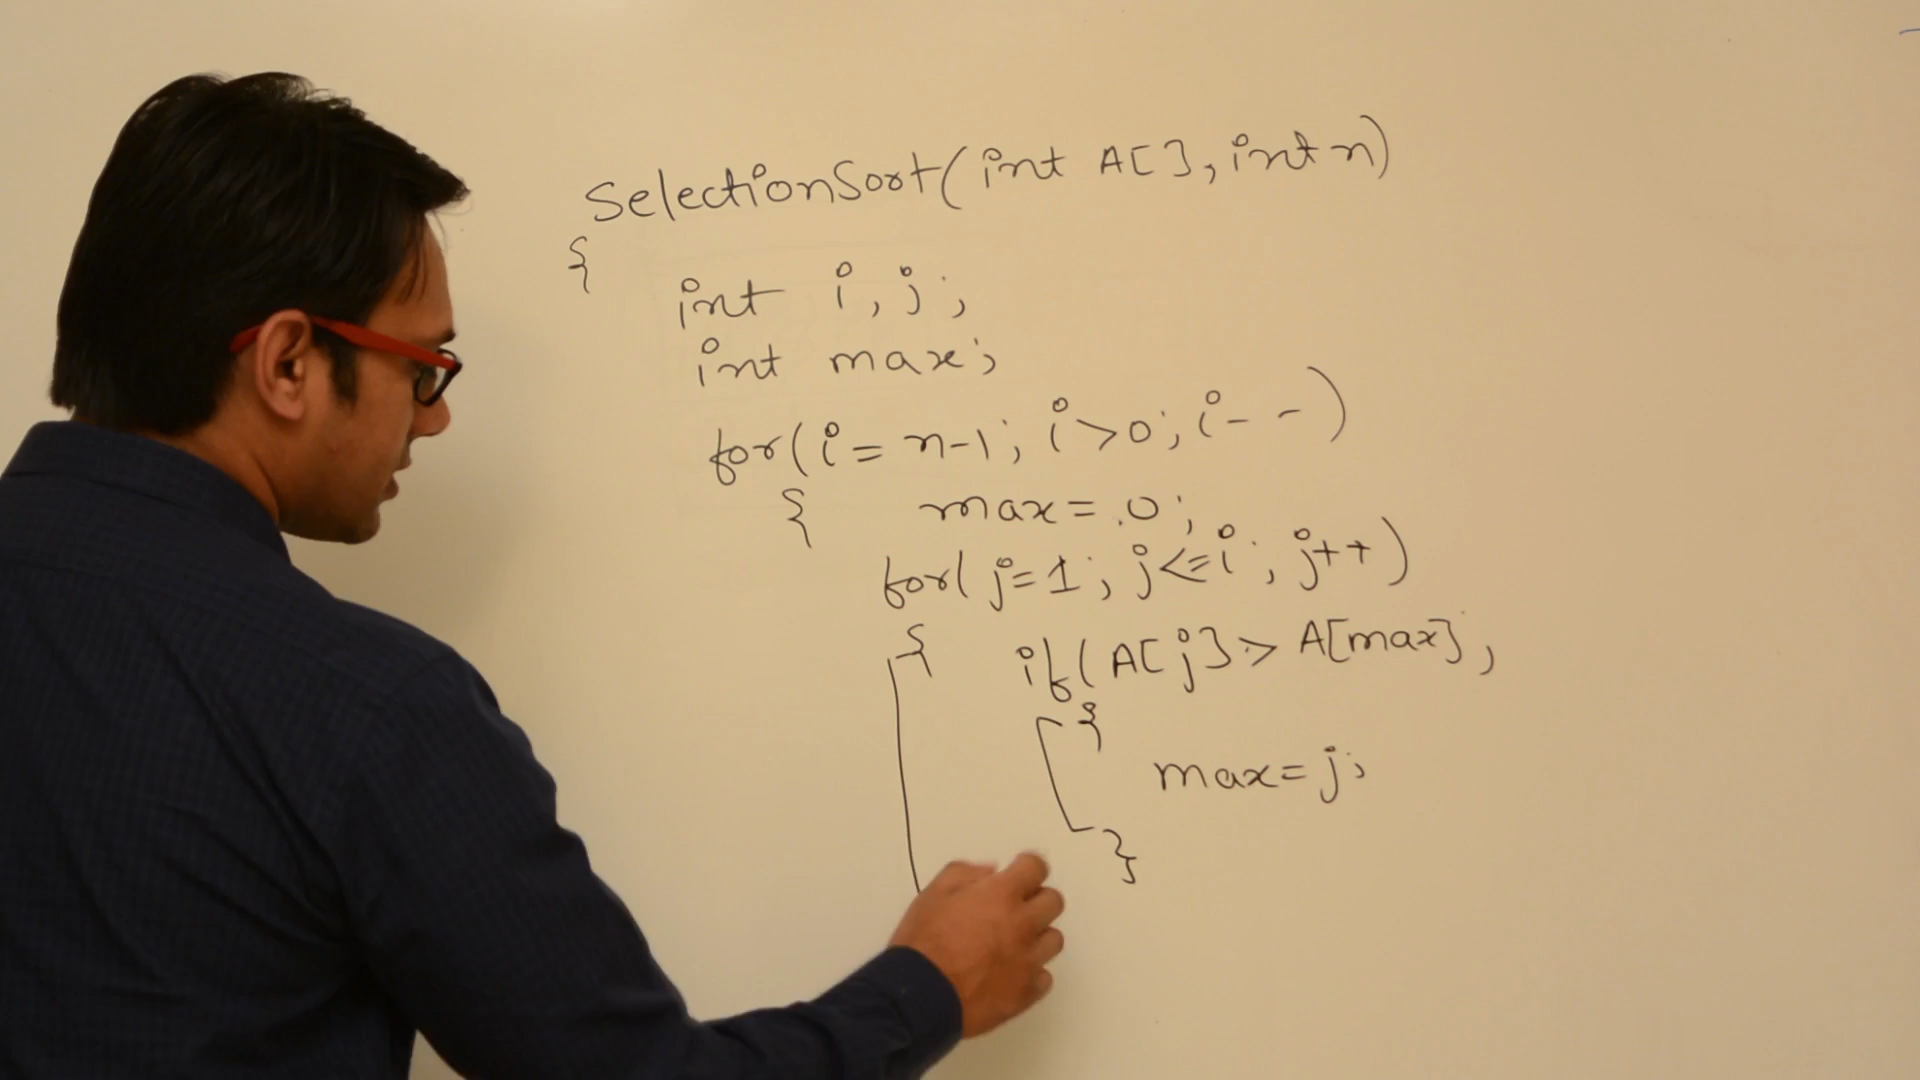 SelectionSort(int A[], int n)
{
int i, j;
int max;
for(i = n-1; i>0; i--)
{ max = 0;
for( j=1; j<=i; j++)
{ if( A[j] > A[max],
{
max = j;
}